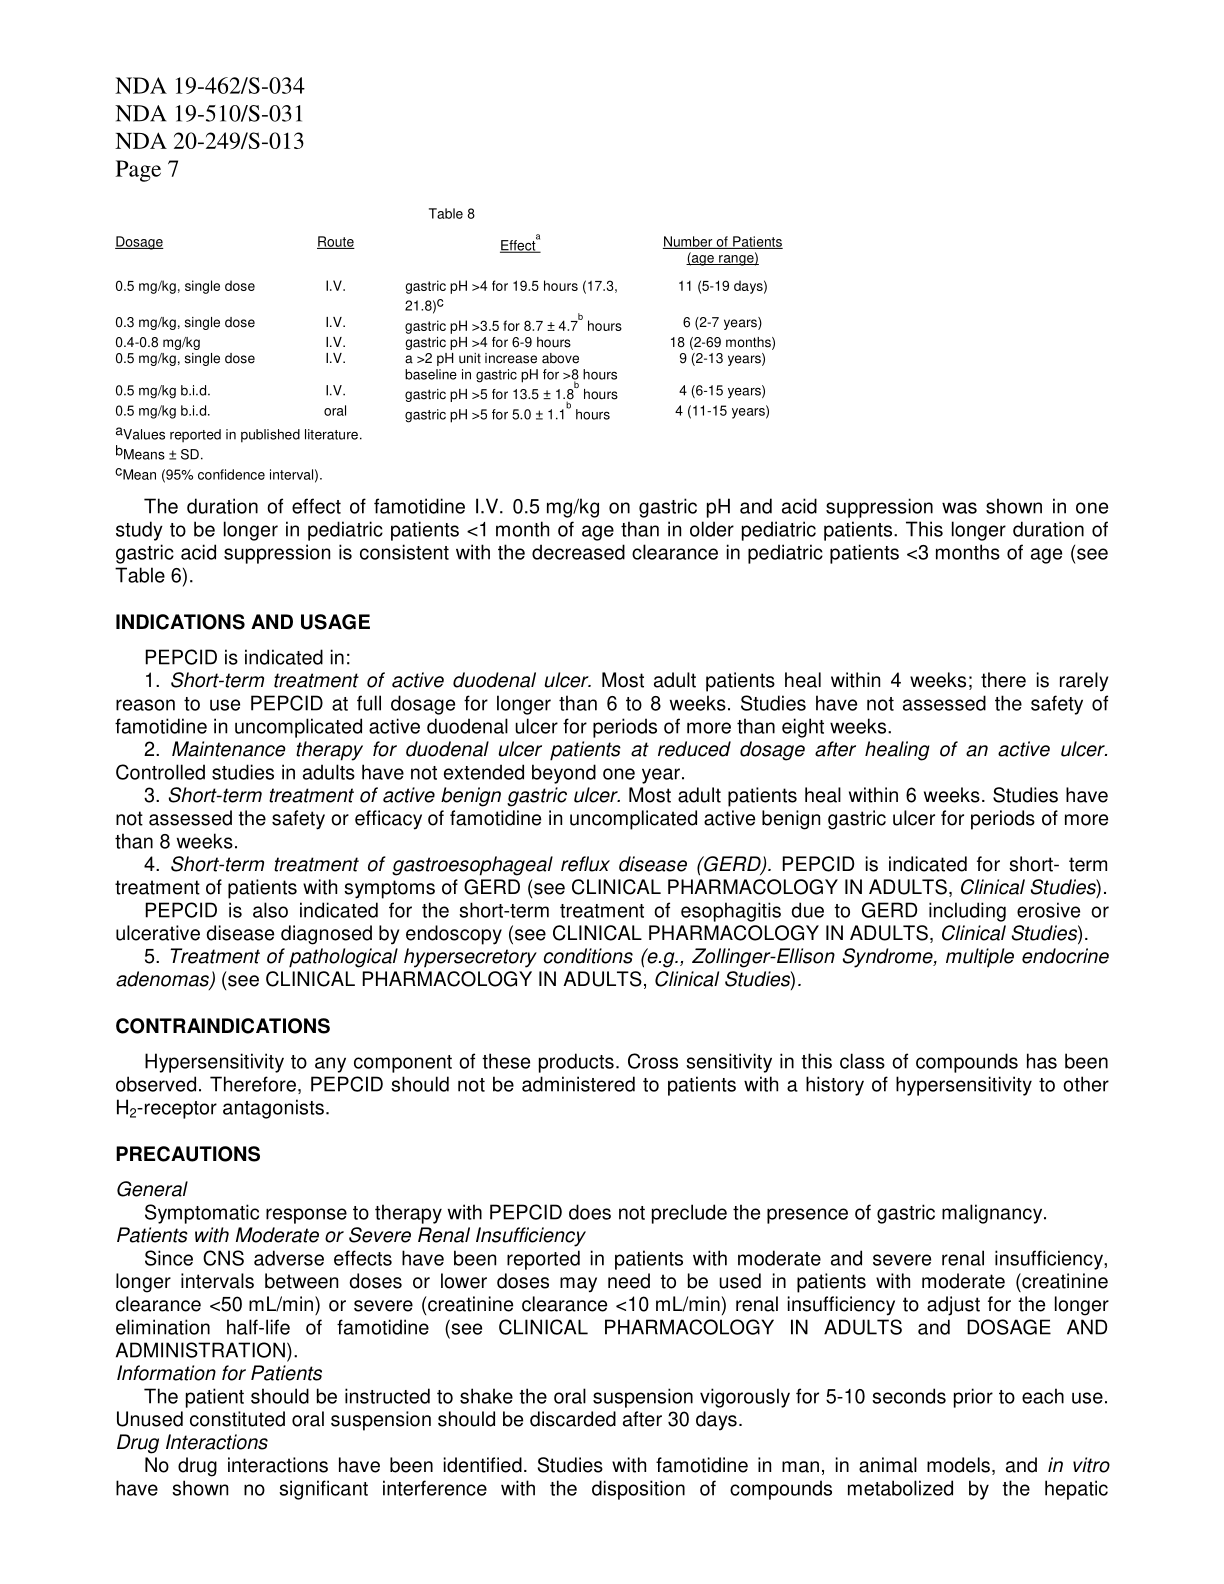 NDA 19-462/S-034
NDA 19-510/S-031
NDA 20-249/S-013
Page 7
Table 8
Dosage Route Effecta Number of Patients
(age range)
0.5 mg/kg, single dose I.V. gastric pH >4 for 19.5 hours (17.3, 11 (5-19 days)
21.8)c
0.3 mg/kg, single dose I.V. gastric pH >3.5 for 8.7 ± 4.7b hours 6 (2-7 years)
0.4-0.8 mg/kg I.V. gastric pH >4 for 6-9 hours 18 (2-69 months)
0.5 mg/kg, single dose I.V. a >2 pH unit increase above 9 (2-13 years)
baseline in gastric pH for >8 hours
0.5 mg/kg b.i.d. I.V. gastric pH >5 for 13.5 ± 1.8b hours 4 (6-15 years)
0.5 mg/kg b.i.d. oral gastric pH >5 for 5.0 ± 1.1b hours 4 (11-15 years)
aValues reported in published literature.
bMeans ± SD.
cMean (95% confidence interval).
The duration of effect of famotidine I.V. 0.5 mg/kg on gastric pH and acid suppression was shown in one
study to be longer in pediatric patients <1 month of age than in older pediatric patients. This longer duration of
gastric acid suppression is consistent with the decreased clearance in pediatric patients <3 months of age (see
Table 6).
INDICATIONS AND USAGE
PEPCID is indicated in:
1. Short-term treatment of active duodenal ulcer. Most adult patients heal within 4 weeks; there is rarely
reason to use PEPCID at full dosage for longer than 6 to 8 weeks. Studies have not assessed the safety of
famotidine in uncomplicated active duodenal ulcer for periods of more than eight weeks.
2. Maintenance therapy for duodenal ulcer patients at reduced dosage after healing of an active ulcer.
Controlled studies in adults have not extended beyond one year.
3. Short-term treatment of active benign gastric ulcer. Most adult patients heal within 6 weeks. Studies have
not assessed the safety or efficacy of famotidine in uncomplicated active benign gastric ulcer for periods of more
than 8 weeks.
4. Short-term treatment of gastroesophageal reflux disease (GERD). PEPCID is indicated for short- term
treatment of patients with symptoms of GERD (see CLINICAL PHARMACOLOGY IN ADULTS, Clinical Studies).
PEPCID is also indicated for the short-term treatment of esophagitis due to GERD including erosive or
ulcerative disease diagnosed by endoscopy (see CLINICAL PHARMACOLOGY IN ADULTS, Clinical Studies).
5. Treatment of pathological hypersecretory conditions (e.g., Zollinger-Ellison Syndrome, multiple endocrine
adenomas) (see CLINICAL PHARMACOLOGY IN ADULTS, Clinical Studies).
CONTRAINDICATIONS
Hypersensitivity to any component of these products. Cross sensitivity in this class of compounds has been
observed. Therefore, PEPCID should not be administered to patients with a history of hypersensitivity to other
H2-receptor antagonists.
PRECAUTIONS
General
Symptomatic response to therapy with PEPCID does not preclude the presence of gastric malignancy.
Patients with Moderate or Severe Renal Insufficiency
Since CNS adverse effects have been reported in patients with moderate and severe renal insufficiency,
longer intervals between doses or lower doses may need to be used in patients with moderate (creatinine
clearance <50 mL/min) or severe (creatinine clearance <10 mL/min) renal insufficiency to adjust for the longer
elimination half-life of famotidine (see CLINICAL PHARMACOLOGY IN ADULTS and DOSAGE AND
ADMINISTRATION).
Information for Patients
The patient should be instructed to shake the oral suspension vigorously for 5-10 seconds prior to each use.
Unused constituted oral suspension should be discarded after 30 days.
Drug Interactions
No drug interactions have been identified. Studies with famotidine in man, in animal models, and in vitro
have shown no significant interference with the disposition of compounds metabolized by the hepatic